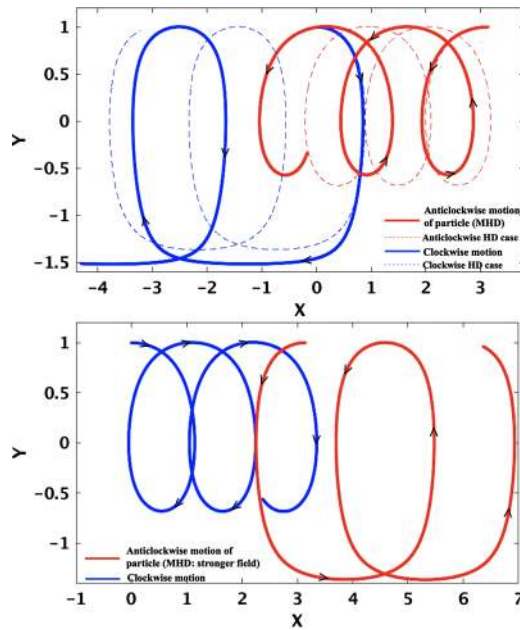 1
0.5
0
-0.5
-1
-1.5
Y
-4 -3 -2 -1 0 1 2 3
X
Anticlockwise motion
of particle (MHD)
Anticlockwise HD case
Clockwise motion
Clockwise HD case
1
0.5
0
-0.5
-1
Y
-1 0 1 2 3 4 5 6 7
X
Anticlockwise motion of
particle (MHD: stronger field)
Clockwise motion